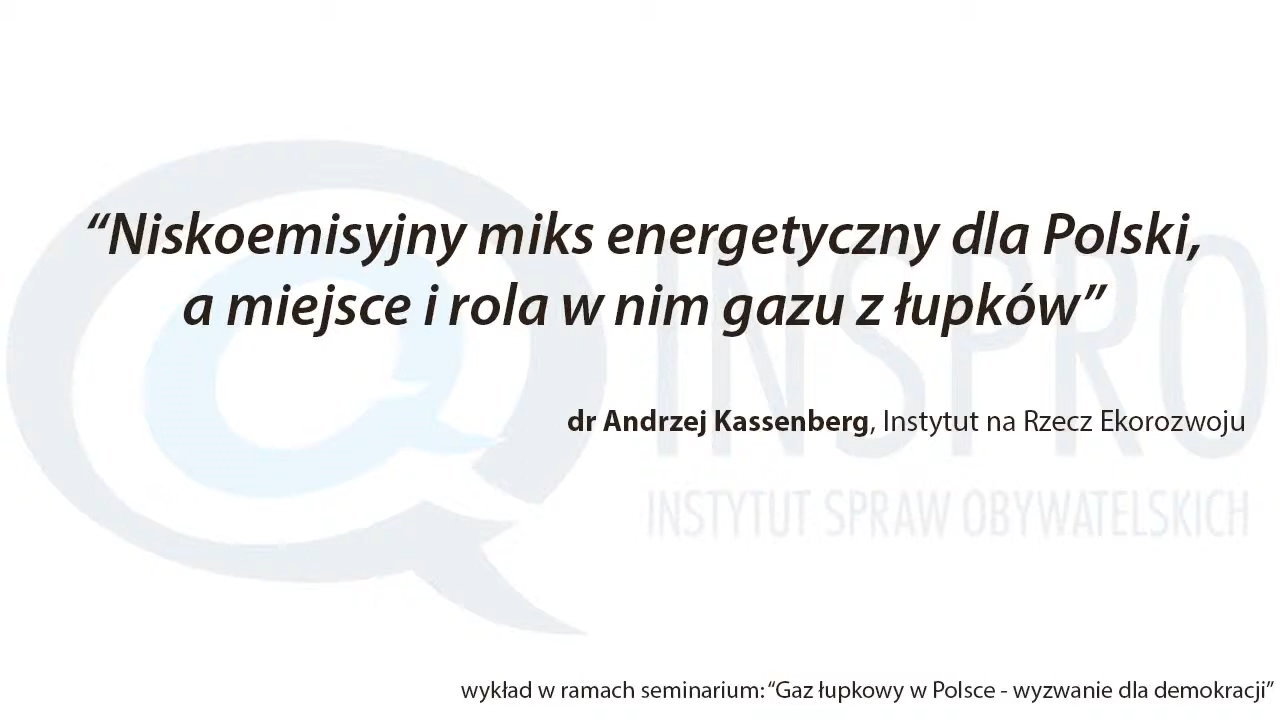 “Niskoemisyjny miks energetyczny dla Polski,
a miejsce i rola w nim gazu z łupków”
dr Andrzej Kassenberg, Instytut na Rzecz Ekorozwoju
INSPRO
INSTYTUT SPRAW OBYWATELSKICH
wykład w ramach seminarium: “Gaz łupkowy w Polsce - wyzwanie dla demokracji”